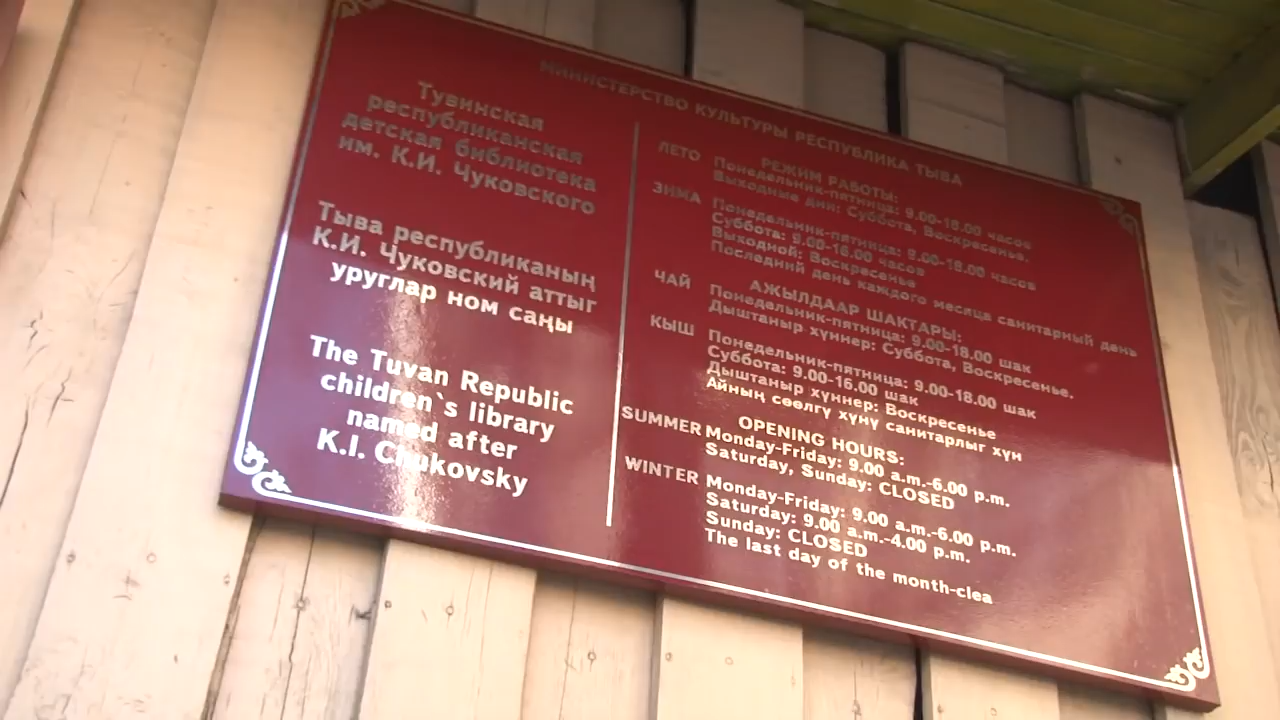 МИНИСТЕРСТВО КУЛЬТУРЫ РЕСПУБЛИКА ТЫВА
Тувинская
республиканская
детская библиотека
им. К.И. Чуковского
Тыва республиканың
К.И. Чуковский аттыг
уруглар ном саңы
The Tuvan Republic
children`s library
named after
K.I. Chukovsky
РЕЖИМ РАБОТЫ:
ЛЕТО Понедельник-пятница: 9.00-18.00 часов
Выходные дни: Суббота, Воскресенье.
ЗИМА Понедельник-пятница: 9.00-18.00 часов
Суббота: 9.00-16.00 часов
Выходной: Воскресенье
Последний день каждого месяца санитарный день
АЖЫЛДААР ШАКТАРЫ:
ЧАЙ Понедельник-пятница: 9.00-18.00 шак
Дыштаныр хүннер: Суббота, Воскресенье.
КЫШ Понедельник-пятница: 9.00-18.00 шак
Суббота: 9.00-16.00 шак
Дыштаныр хүннер: Воскресенье
Айның сөөлгү хүнү санитарлыг хүн
OPENING HOURS:
SUMMER Monday-Friday: 9.00 a.m.-6.00 p.m.
Saturday, Sunday: CLOSED
WINTER Monday-Friday: 9.00 a.m.-6.00 p.m.
Saturday: 9.00 a.m.-4.00 p.m.
Sunday: CLOSED
The last day of the month-clea